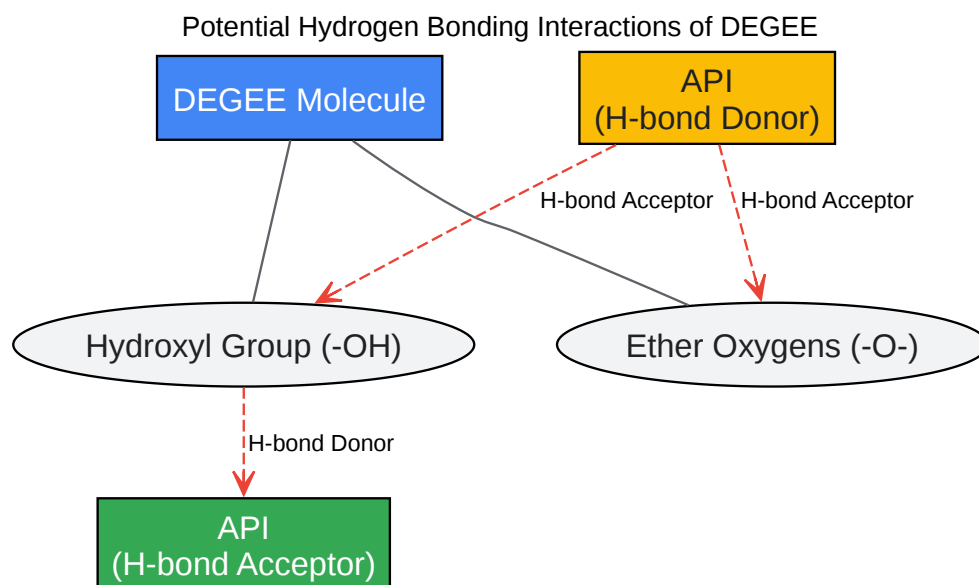 Potential Hydrogen Bonding Interactions of DEGEE
DEGEE Molecule
API
(H-bond Donor)
H-bond Acceptor
H-bond Acceptor
Hydroxyl Group (-OH)
Ether Oxygens (-O-)
H-bond Donor
API
(H-bond Acceptor)